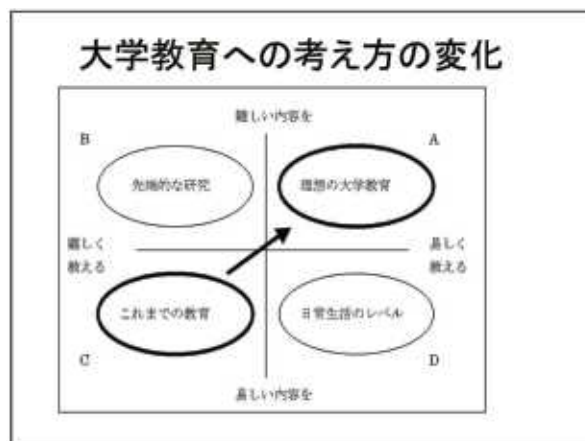 大学教育への考え方の変化
難しい内容を
B
A
先端的な研究
理想の大学教育
難しく
教える
易しく
教える
これまでの教育
日常生活のレベル
C
D
易しい内容を